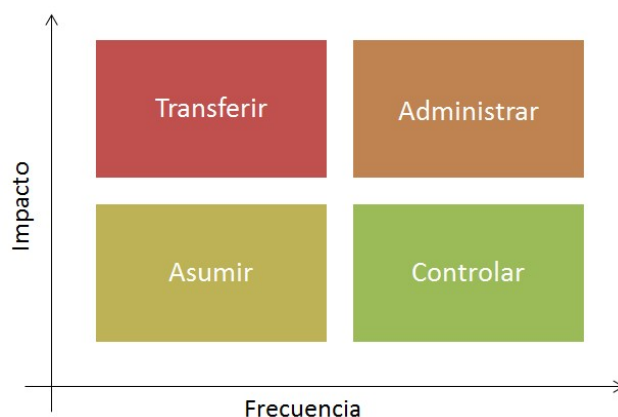 Impacto
Transferir
Administrar
Asumir
Controlar
Frecuencia